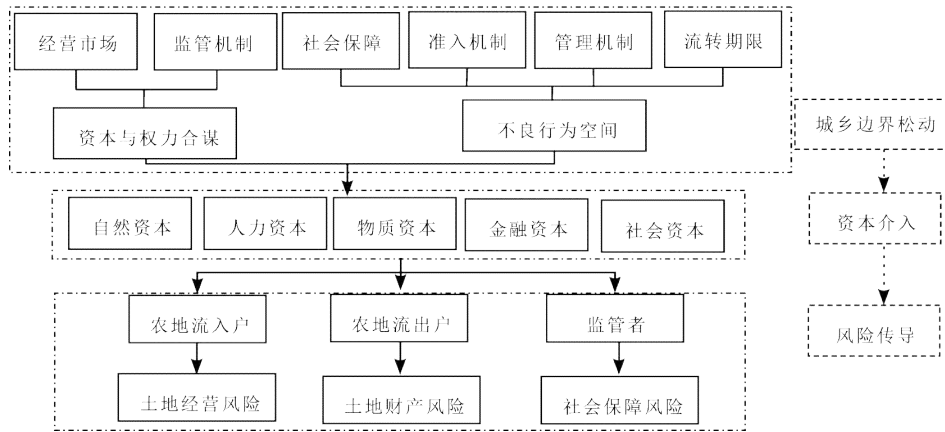 经营市场
监管机制
社会保障
准入机制
管理机制
流转期限
资本与权力合谋
不良行为空间
城乡边界松动
自然资本
人力资本
物质资本
金融资本
社会资本
资本介入
农地流入户
农地流出户
监管者
风险传导
土地经营风险
土地财产风险
社会保障风险